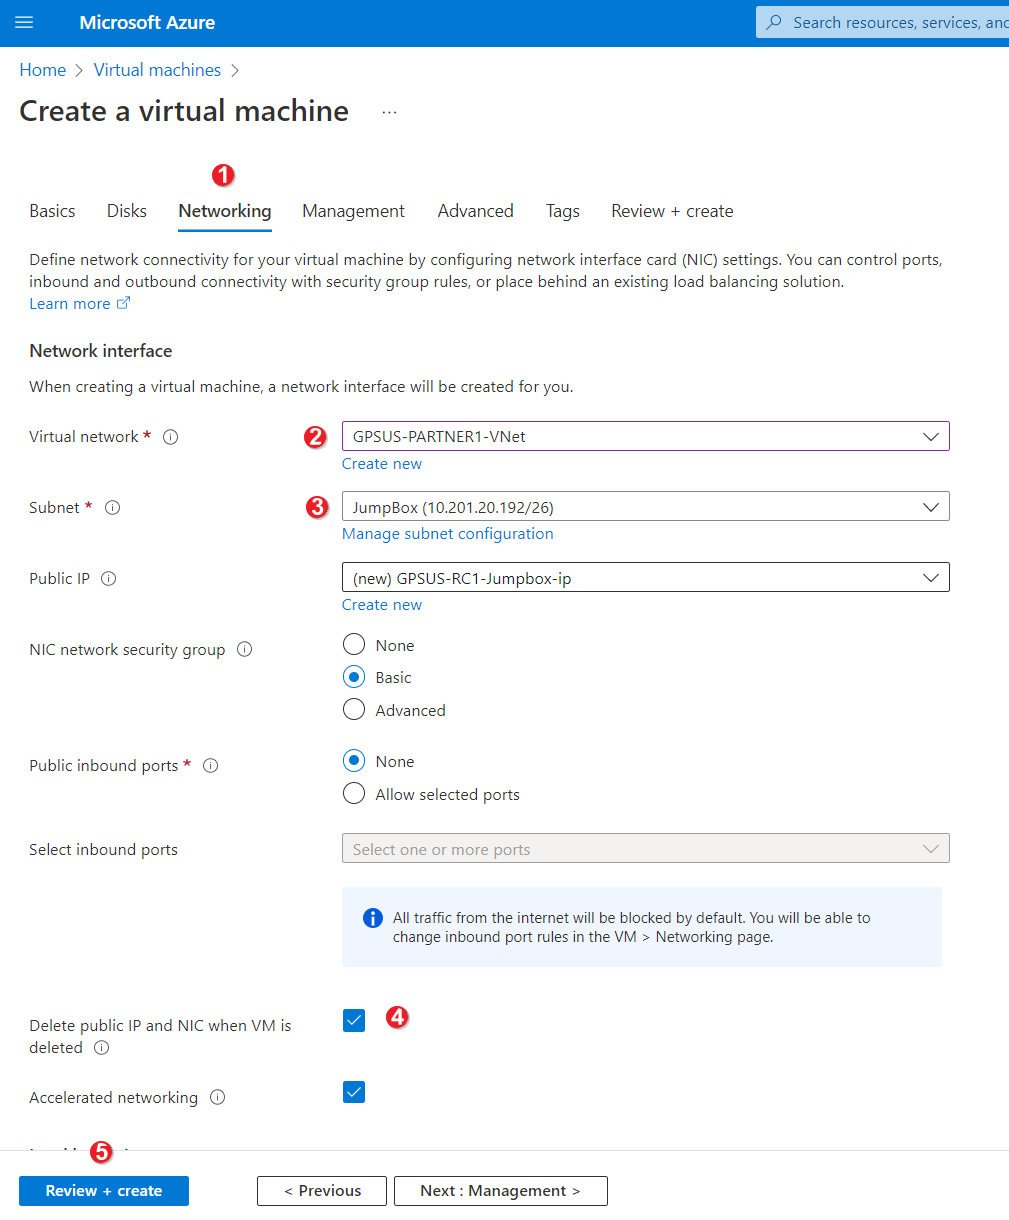 Microsoft Azure
Search resources, services, and
Home > Virtual machines >
Create a virtual machine ...
1
Basics Disks Networking Management Advanced Tags Review + create
Define network connectivity for your virtual machine by configuring network interface card (NIC) settings. You can control ports,
inbound and outbound connectivity with security group rules, or place behind an existing load balancing solution.
Learn more
Network interface
When creating a virtual machine, a network interface will be created for you.
Virtual network * 2 GPSUS-PARTNER1-VNet
Create new
Subnet * 3 JumpBox (10.201.20.192/26)
Manage subnet configuration
Public IP (new) GPSUS-RC1-Jumpbox-ip
Create new
NIC network security group None
Basic
Advanced
Public inbound ports * None
Allow selected ports
Select inbound ports Select one or more ports
All traffic from the internet will be blocked by default. You will be able to
change inbound port rules in the VM > Networking page.
Delete public IP and NIC when VM is 4
deleted
Accelerated networking
5
Review + create < Previous Next : Management >